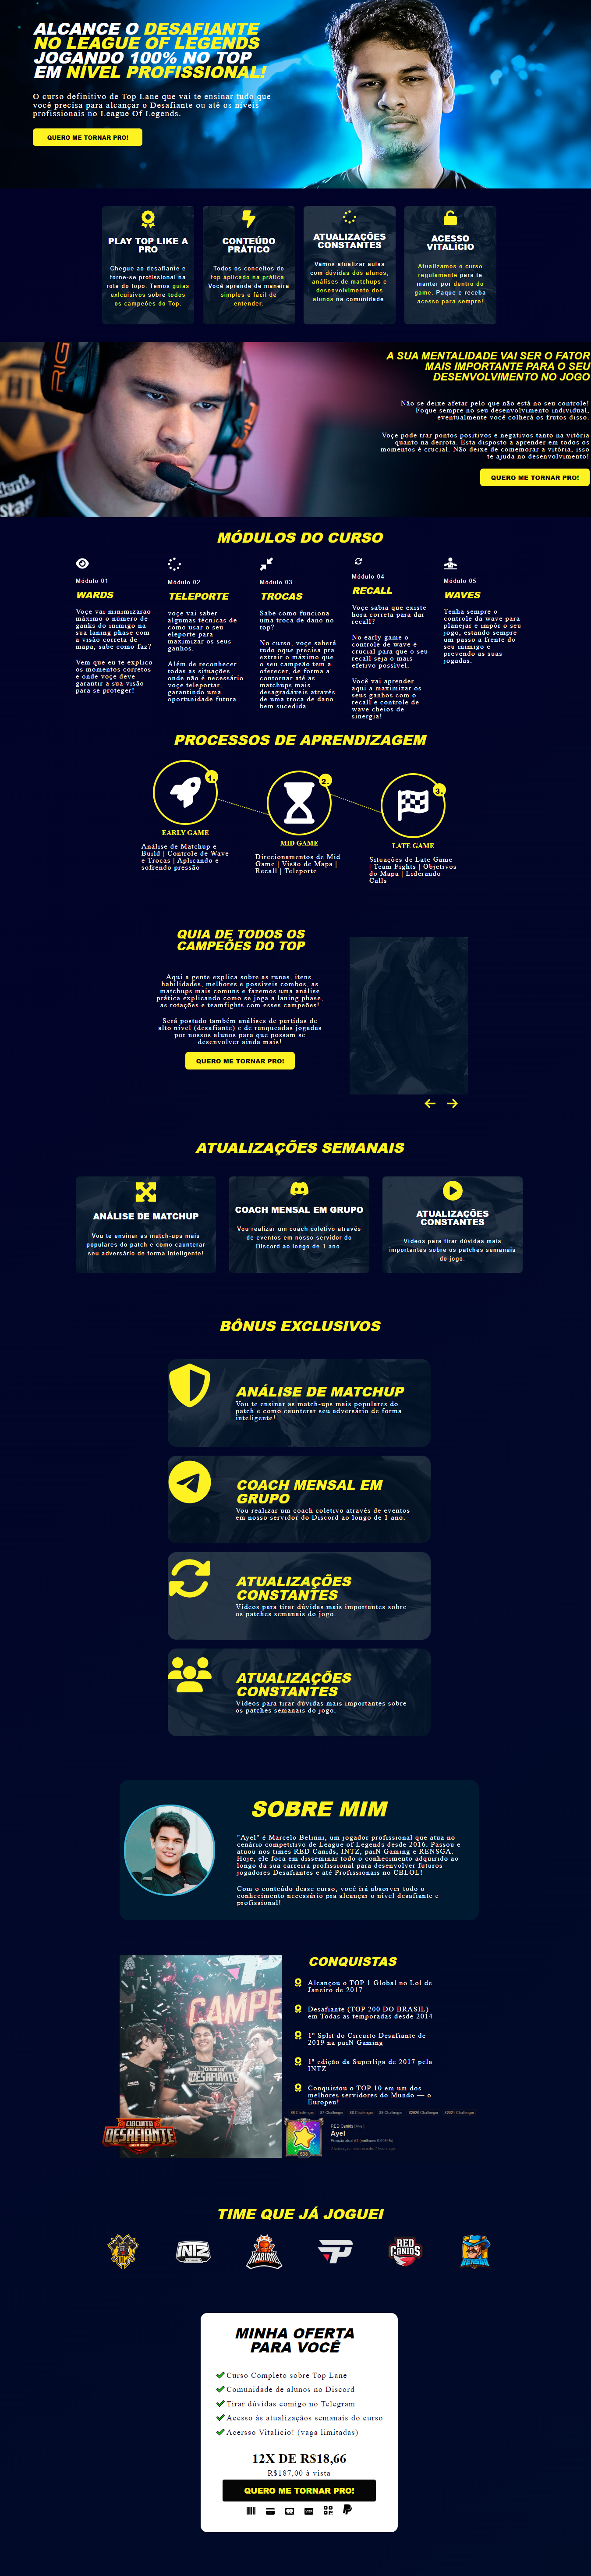 ALCANCE O DESAFIANTE
NO LEAGUE OF LEGENDS
JOGANDO 100% NO TOP
EM NÍVEL PROFISSIONAL!
O curso definitivo de Top Lane que vai te ensinar tudo que
você precisa para alcançar o Desafiante ou até os níveis
profissionais no League Of Legends.
QUERO ME TORNAR PRO!
PLAY TOP LIKE A
PRO
Chegue ao desafiante e
torne-se profissional na
rota do topo. Temos guias
exlcuisivos sobre todos
os campeões do Top.
CONTEÚDO
PRÁTICO
Todos os conceitos do
top aplicado na prática.
Você aprende de maneira
simples e fácil de
entender.
ATUALIZAÇÕES
CONSTANTES
Vamos atualizar aulas
com dúvidas dos alunos,
análises de matchups e
desenvolvimento dos
alunos na comunidade.
ACESSO
VITALÍCIO
Atualizamos o curso
regulamente para te
manter por dentro do
game. Paque e receba
acesso para sempre!
A SUA MENTALIDADE VAI SER O FATOR
MAIS IMPORTANTE PARA O SEU
DESENVOLVIMENTO NO JOGO
Não se deixe afetar pelo que não está no seu controle!
Foque sempre no seu desenvolvimento individual,
eventualmente você colherá os frutos disso.
Voçe pode trar pontos positivos e negativos tanto na vitória
quanto na derrota. Esta disposto a aprender em todos os
momentos é crucial. Não deixe de comemorar a vitória, isso
te ajuda no desenvolvimento!
QUERO ME TORNAR PRO!
MÓDULOS DO CURSO
Módulo 01
WARDS
Voçe vai minimizarao
máximo o número de
ganks do inimigo na
sua laning phase com
a visão correta de
mapa, sabe como faz?
Vem que eu te explico
os momentos corretos
e onde voçe deve
garantir a sua visão
para se proteger!
Módulo 02
TELEPORTE
voçe vai saber
algumas técnicas de
como usar o seu
eleporte para
maximizar os seus
ganhos.
Além de reconhecer
todas as situações
onde não é necessário
voçe teleportar,
garantindo uma
oportunidade futura.
Módulo 03
TROCAS
Sabe como funciona
uma troca de dano no
top?
No curso, voçe saberá
tudo oque precisa pra
extrair o máximo que
o seu campeão tem a
oferecer, de forma a
contornar até as
matchups mais
desagradáveis através
de uma troca de dano
bem sucedida.
Módulo 04
RECALL
Voçe sabia que existe
hora correta para dar
recall?
No early game o
controle de wave é
crucial para que o seu
recall seja o mais
efetivo possível.
Você vai aprender
aqui a maximizar os
seus ganhos com o
recall e controle de
wave cheios de
sinergia!
Módulo 05
WAVES
Tenha sempre o
controle da wave para
planejar e impôr o seu
jogo, estando sempre
um passo a frente do
seu inimigo e
prevendo as suas
jogadas.
PROCESSOS DE APRENDIZAGEM
1.
EARLY GAME
Análise de Matchup e
Build | Controle de Wave
e Trocas | Aplicando e
sofrendo pressão
2.
MID GAME
Direcionamentos de Mid
Game | Visão de Mapa |
Recall | Teleporte
3.
LATE GAME
Situações de Late Game
| Team Fights | Objetivos
do Mapa | Liderando
Calls
QUIA DE TODOS OS
CAMPEÕES DO TOP
Aqui a gente explica sobre as runas, itens,
habilidades, melhores e possíveis combos, as
matchups mais comuns e fazemos uma análise
prática explicando como se joga a laning phase,
as rotações e teamfights com esses campeões!
Será postado também análises de partidas de
alto nível (desafiante) e de ranqueadas jogadas
por nossos alunos para que possam se
desenvolver ainda mais!
QUERO ME TORNAR PRO!
ATUALIZAÇÕES SEMANAIS
ANÁLISE DE MATCHUP
Vou te ensinar as match-ups mais
populares do patch e como caunterar
seu adversário de forma inteligente!
COACH MENSAL EM GRUPO
Vou realizar um coach coletivo através
de eventos em nosso servidor do
Discord ao longo de 1 ano.
ATUALIZAÇÕES
CONSTANTES
Vídeos para tirar dúvidas mais
importantes sobre os patches semanais
do jogo.
BÔNUS EXCLUSIVOS
ANÁLISE DE MATCHUP
Vou te ensinar as match-ups mais populares do
patch e como caunterar seu adversário de forma
inteligente!
COACH MENSAL EM
GRUPO
Vou realizar um coach coletivo através de eventos
em nosso servidor do Discord ao longo de 1 ano.
ATUALIZAÇÕES
CONSTANTES
Vídeos para tirar dúvidas mais importantes sobre
os patches semanais do jogo.
ATUALIZAÇÕES
CONSTANTES
Vídeos para tirar dúvidas mais importantes sobre
os patches semanais do jogo.
SOBRE MIM
"Ayel" é Marcelo Belinni, um jogador profissional que atua no
cenário competitivo de League of Legends desde 2016. Passou e
atuou nos times RED Canids, INTZ, paiN Gaming e RENSGA.
Hoje, ele foca em disseminar todo o conhecimento adquirido ao
longo da sua carreira profissional para desenvolver futuros
jogadores Desafiantes e até Profissionais no CBLOL!
Com o conteúdo desse curso, você irá absorver todo o
conhecimento necessário pra alcançar o nível desafiante e
profissional!
CAMPE
CIRCUITO
DESAFIANTE
CONQUISTAS
Alcançou o TOP 1 Global no Lol de
Janeiro de 2017
Desafiante (TOP 200 DO BRASIL)
em Todas as temporadas desde 2014
1º Split do Circuito Desafiante de
2019 na paiN Gaming
1ª edição da Superliga de 2017 pela
INTZ
Conquistou o TOP 10 em um dos
melhores servidores do Mundo — o
Europeu!
RED Canids
Äyel
TIME QUE JÁ JOGUEI
INTZ
RED
CANIDS
RENSGA
MINHA OFERTA
PARA VOCÊ
Curso Completo sobre Top Lane
Comunidade de alunos no Discord
Tirar dúvidas comigo no Telegram
Acesso às atualizações semanais do curso
Acersso Vitalício! (vaga limitadas)
12X DE R$18,66
R$187,00 à vista
QUERO ME TORNAR PRO!